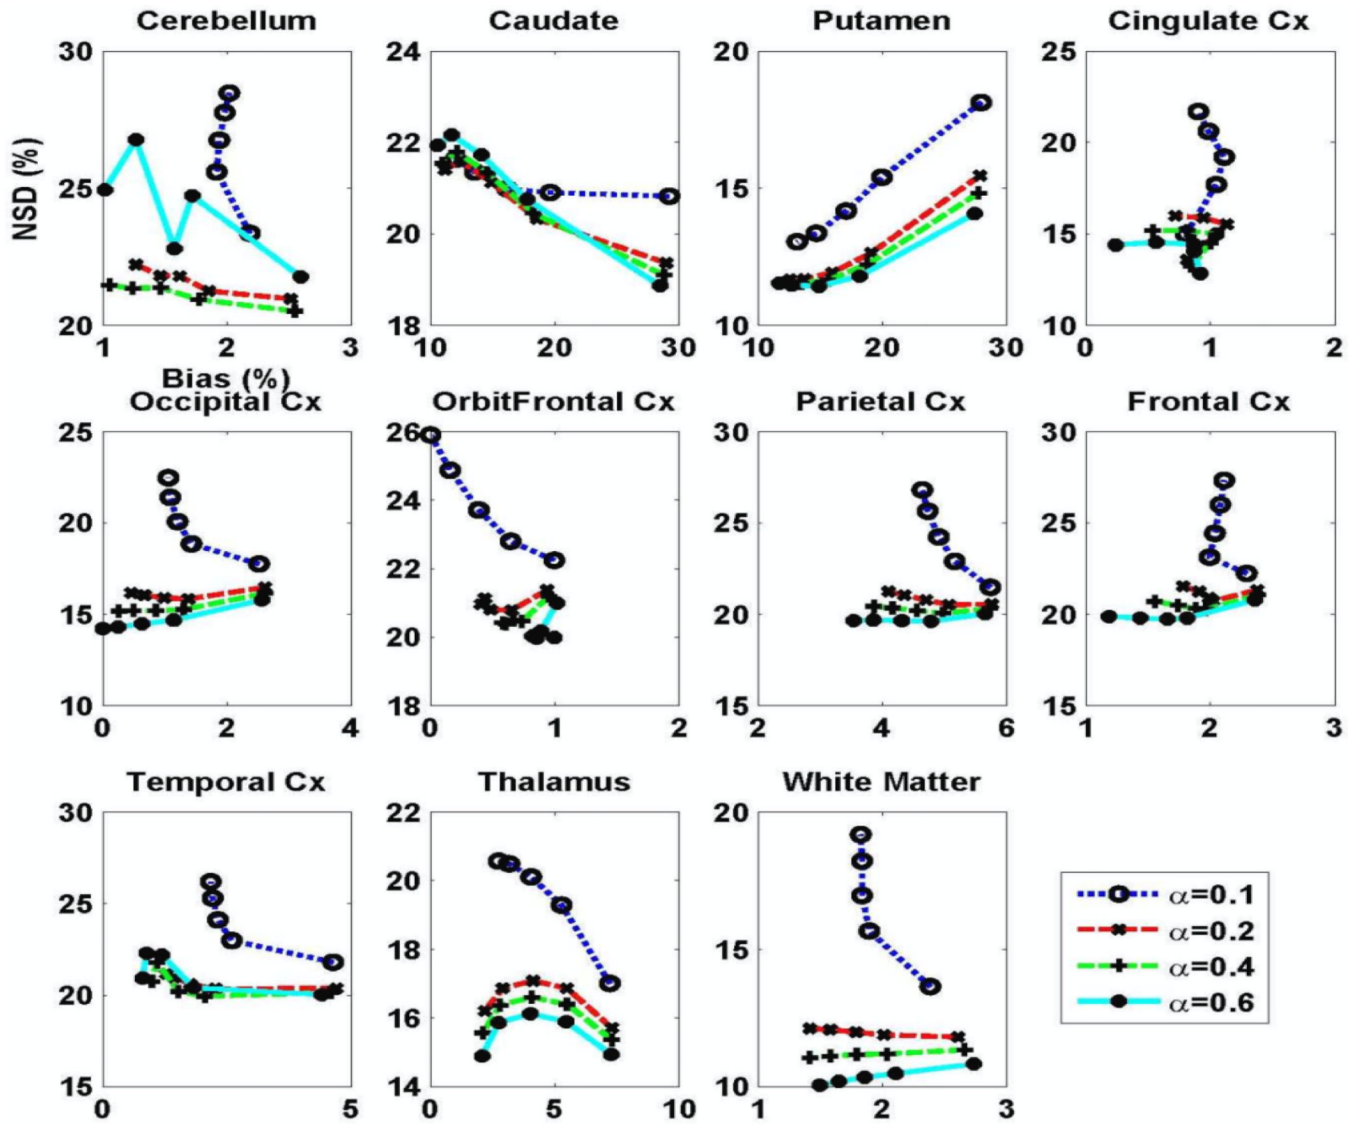 Cerebellum Caudate Putamen Cingulate Cx
30 24 20 25
NSD (%)
25 22 15 20
20 15
20 18 10 10
1 2 3 10 20 30 10 20 30 0 1 2
Bias (%)
Occipital Cx OrbitFrontal Cx Parietal Cx Frontal Cx
25 26 30 30
24
20 25 25
22
15 20 20
20
10 18 15 15
0 2 4 0 1 2 2 4 6 1 2 3
Temporal Cx Thalamus White Matter
30 22 20
20
25 15
18
20
16
15 14 10
0 5 0 5 10 1 2 3
α=0.1
α=0.2
α=0.4
α=0.6